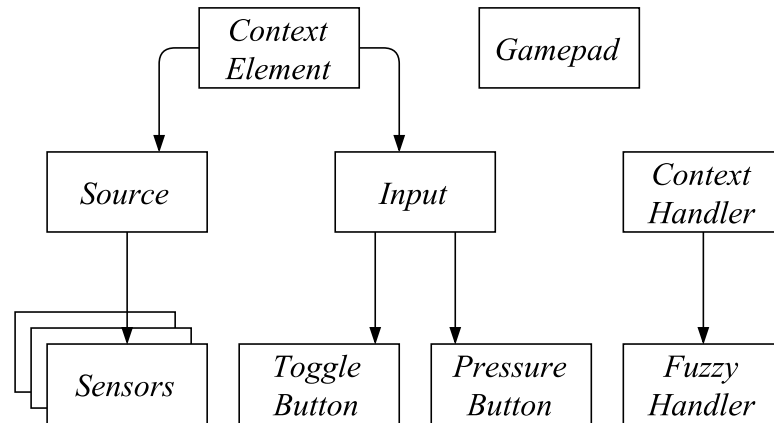 Context
Element
Gamepad
Source
Input
Context
Handler
Sensors
Toggle
Button
Pressure
Button
Fuzzy
Handler